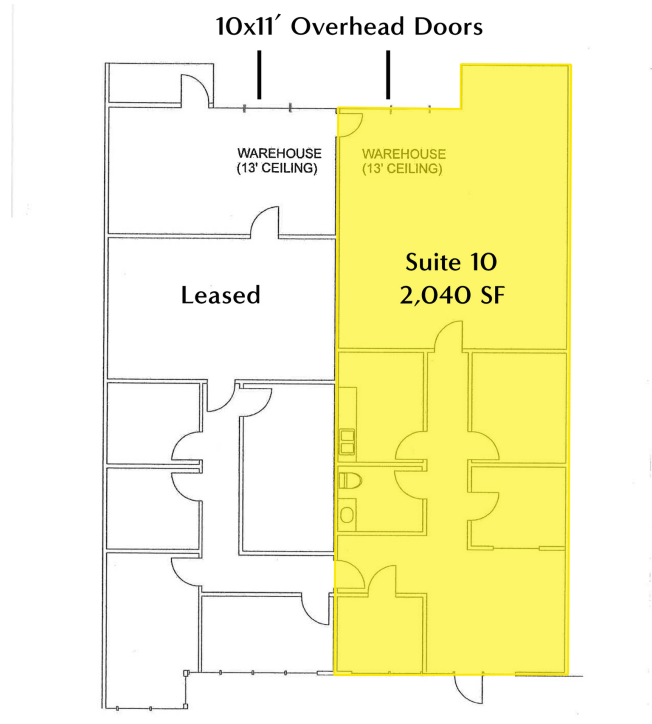 10x11′ Overhead Doors
WAREHOUSE
(13' CEILING)
WAREHOUSE
(13' CEILING)
Leased
Suite 10
2,040 SF